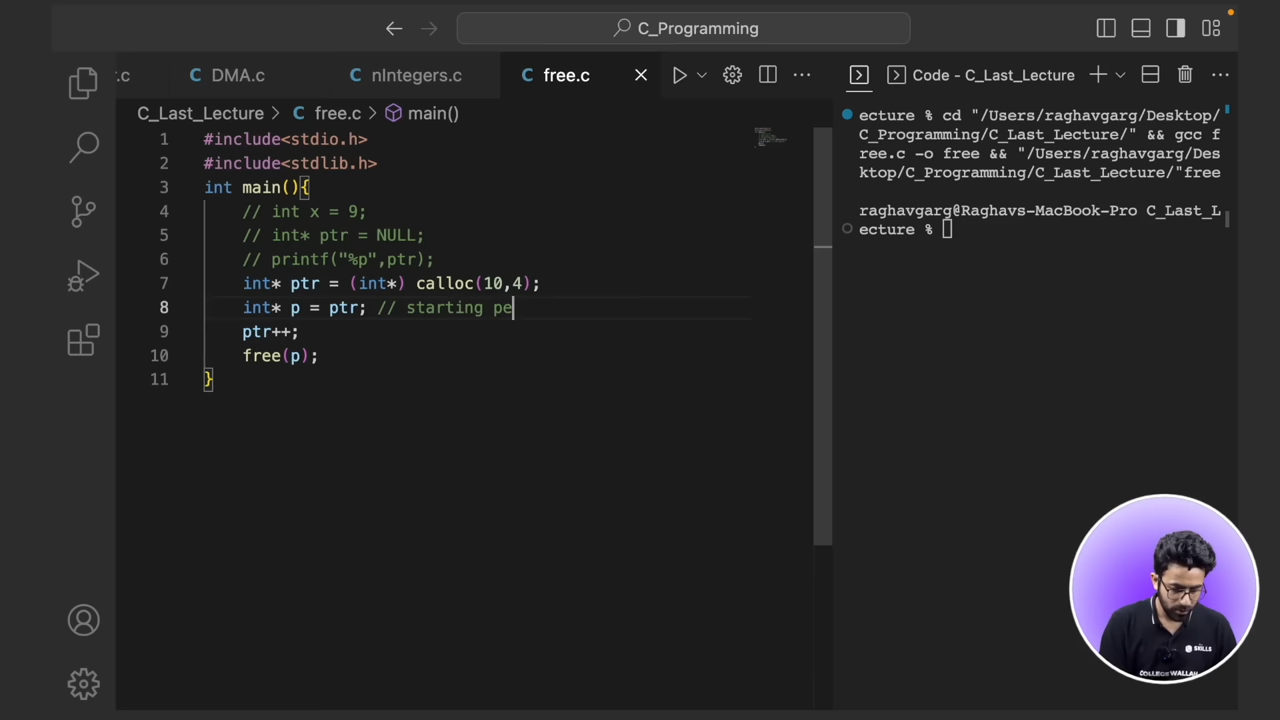 C_Programming
.c
DMA.c
nIntegers.c
free.c
Code - C_Last_Lecture
C_Last_Lecture > free.c > main()
1 #include<stdio.h>
2 #include<stdlib.h>
3 int main(){
4 // int x = 9;
5 // int* ptr = NULL;
6 // printf("%p",ptr);
7 int* ptr = (int*) calloc(10,4);
8 int* p = ptr; // starting pe
9 ptr++;
10 free(p);
11 }
ecture % cd "/Users/raghavgarg/Desktop/
C_Programming/C_Last_Lecture/" && gcc f
ree.c -o free && "/Users/raghavgarg/Des
ktop/C_Programming/C_Last_Lecture/"free
raghavgarg@Raghavs-MacBook-Pro C_Last_L
ecture %
SKILLS
COLLEGE WALLAH